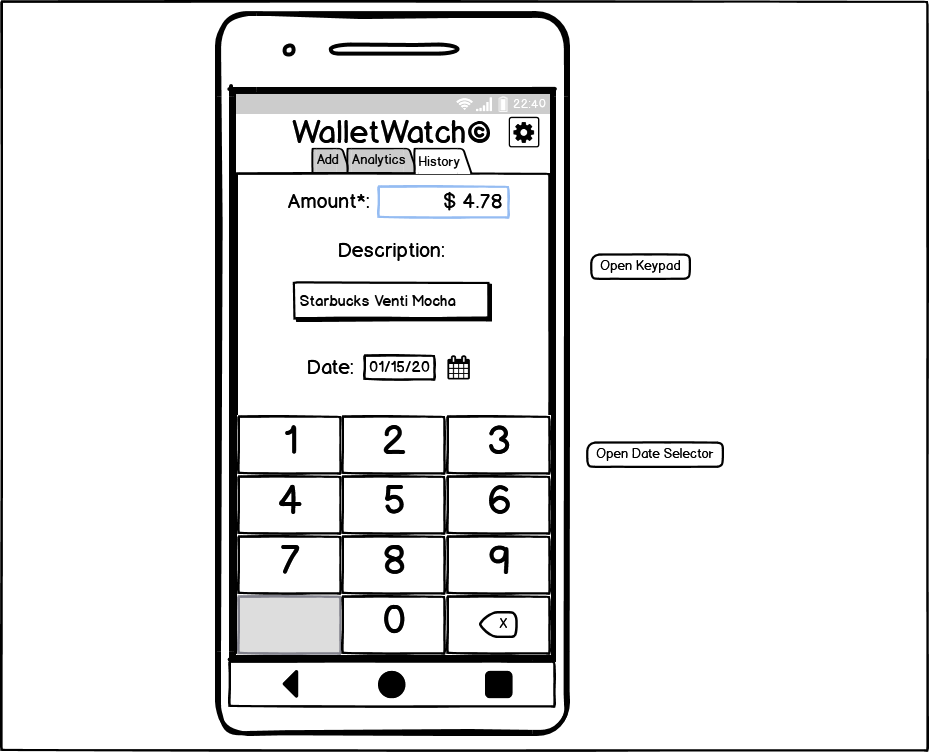 22:40
WalletWatch©
Add Analytics History
Amount*: $ 4.78
Description:
Open Keypad
Starbucks Venti Mocha
Date: 01/15/20
1 2 3
Open Date Selector
4 5 6
7 8 9
0 X